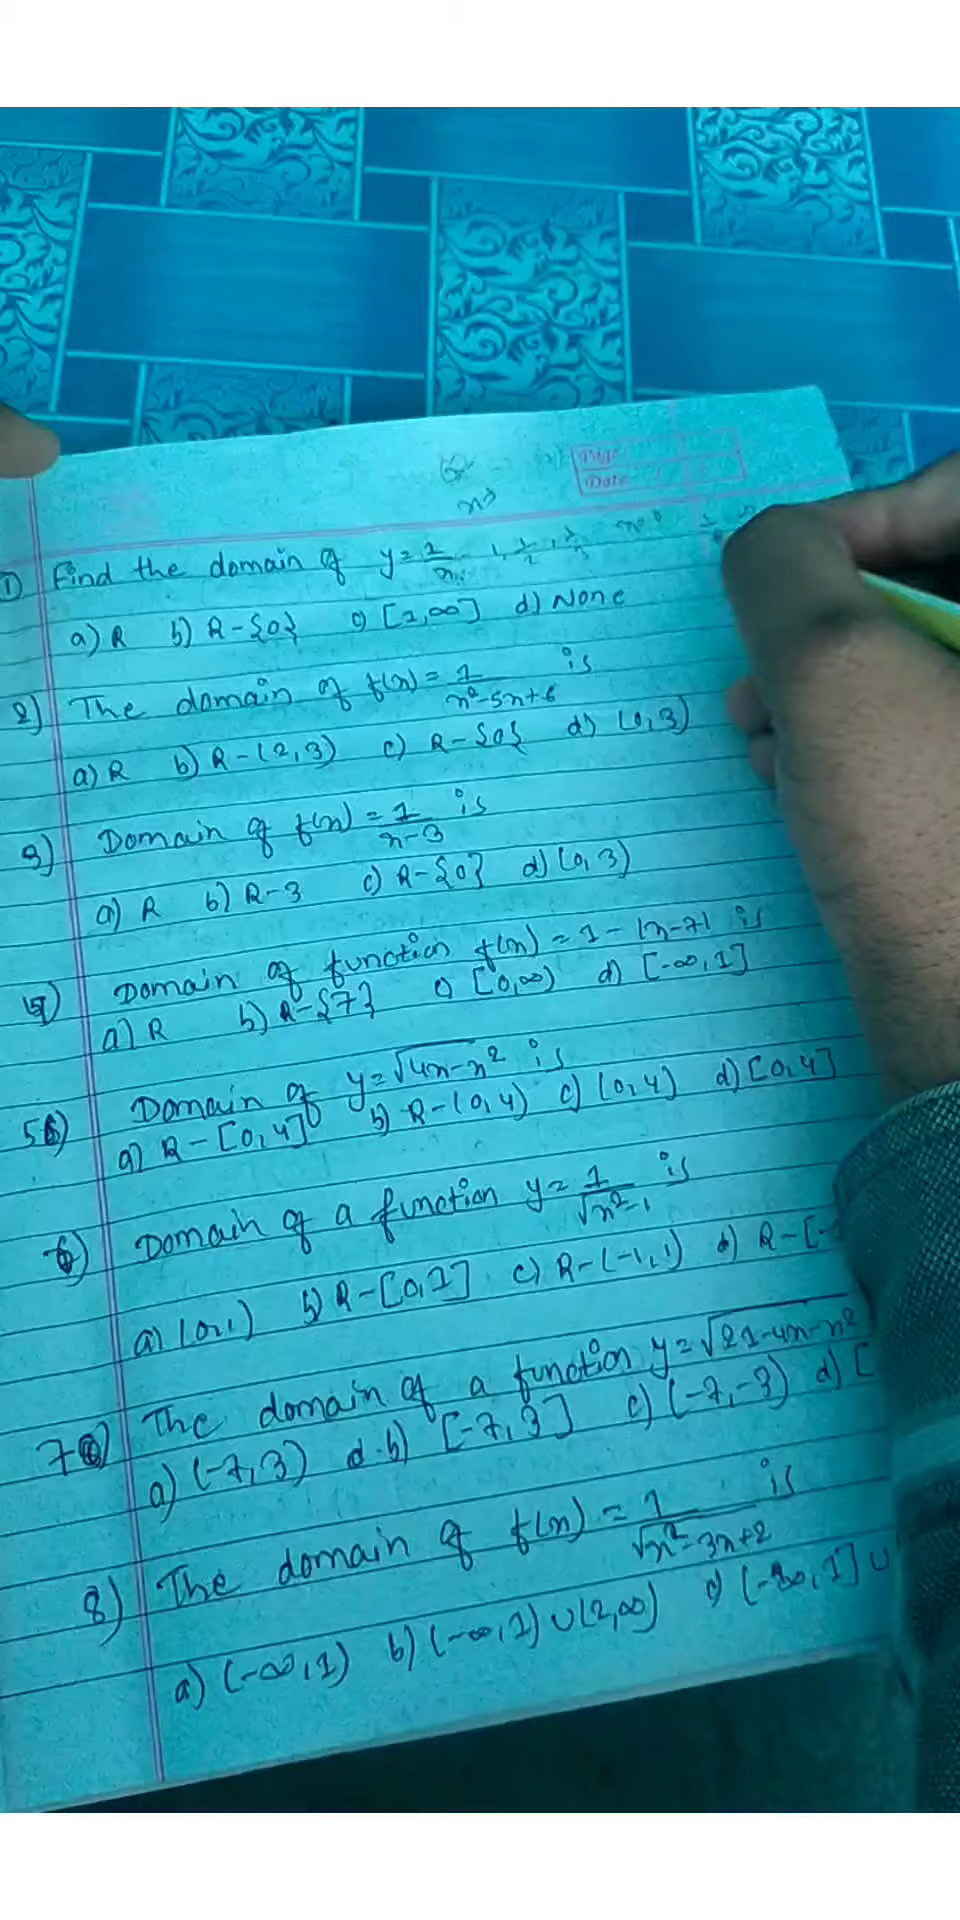 Page
Date
① Find the domain of y=1/x
a) R b) R-{0} c) [1,∞] d) None
2) The domain of f(x) = 1/x²-5x+6 is
a) R b) R-(2,3) c) R-{0} d) (0,3)
3) Domain of f(x) = 1/x-3 is
a) R b) R-3 c) R-{0} d) (0,3)
4) Domain of function f(x) = 1-|x-7| is
a) R b) R-{7} c) [0,∞) d) [-∞,1]
5) Domain of y=√4x-x² is
a) R-[0,4] b) R-(0,4) c) (0,4) d) [0,4]
6) Domain of a function y= 1/√x²-1 is
a) (0,1) b) R-[0,1] c) R-(-1,1) d) R-[-
7) The domain of a function y=√21-4x-x²
a) (-7,3) b) [-7,3] c) (-7,-3) d) [
8) The domain of f(x) = 1/√x²-3x+2 is
a) (-∞,1) b) (-∞,1)∪(2,∞) c) (-∞,1]∪